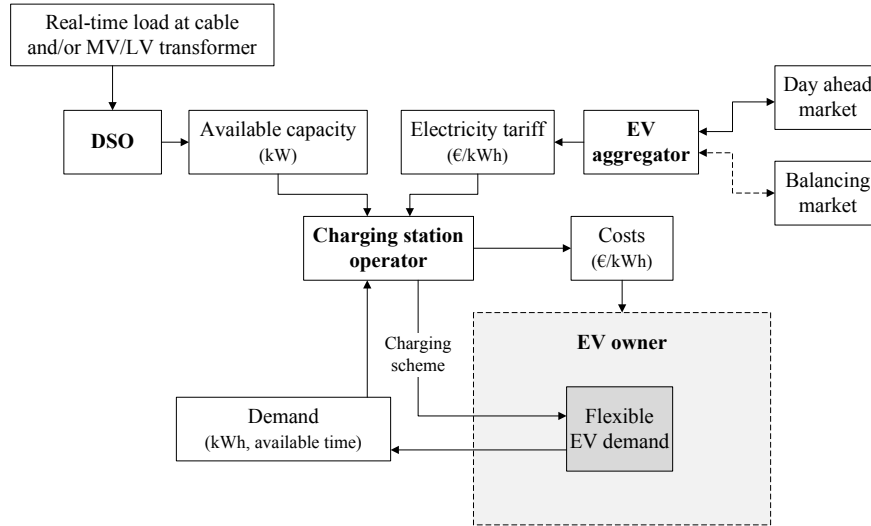 Real-time load at cable
and/or MV/LV transformer
DSO
Available capacity
(kW)
Electricity tariff
(€/kWh)
EV
aggregator
Day ahead
market
Balancing
market
Charging station
operator
Costs
(€/kWh)
Charging
scheme
EV owner
Demand
(kWh, available time)
Flexible
EV demand